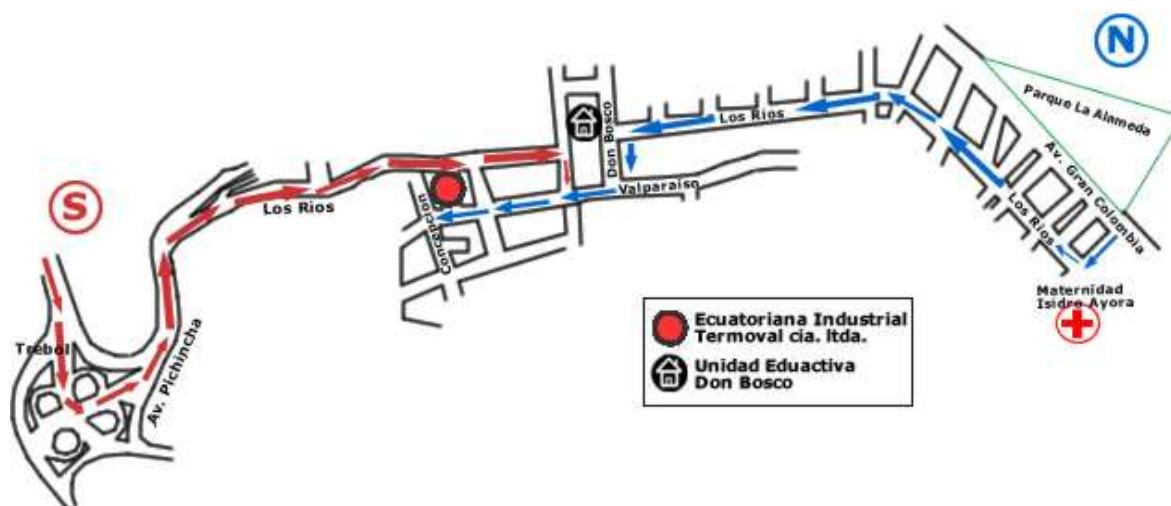 N
Parque La Alameda
Av. Gran Colombia
Los Rios
Don Bosco
Valparaiso
S
Los Rios
Concepcion
Los Rios
Maternidad
Isidro Ayora
Trebol
Av. Pichincha
Ecuatoriana Industrial
Termoval cia. ltda.
Unidad Eduactiva
Don Bosco